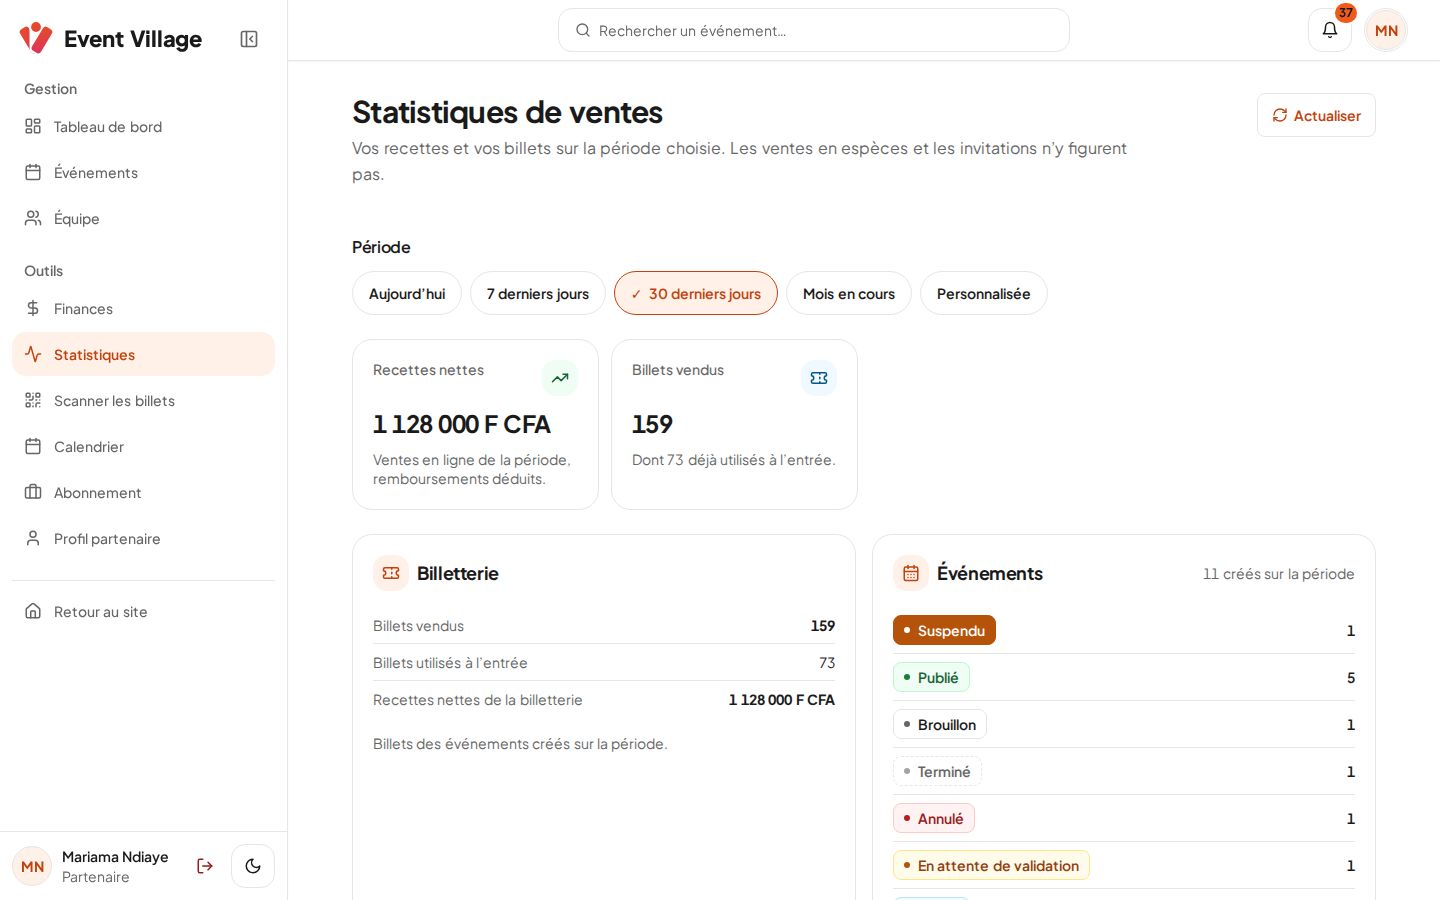 Event Village
Gestion
Tableau de bord
Événements
Équipe
Outils
Finances
Statistiques
Scanner les billets
Calendrier
Abonnement
Profil partenaire
Retour au site
MN
Mariama Ndiaye
Partenaire
Rechercher un événement…
37
MN
Statistiques de ventes
Actualiser
Vos recettes et vos billets sur la période choisie. Les ventes en espèces et les invitations n’y figurent
pas.
Période
Aujourd’hui
7 derniers jours
✓ 30 derniers jours
Mois en cours
Personnalisée
Recettes nettes
1 128 000 F CFA
Ventes en ligne de la période,
remboursements déduits.
Billets vendus
159
Dont 73 déjà utilisés à l’entrée.
Billetterie
Billets vendus 159
Billets utilisés à l’entrée 73
Recettes nettes de la billetterie 1 128 000 F CFA
Billets des événements créés sur la période.
Événements 11 créés sur la période
Suspendu 1
Publié 5
Brouillon 1
Terminé 1
Annulé 1
En attente de validation 1